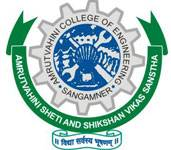 AMRUTVAHINI COLLEGE OF ENGINEERING
SANGAMNER
AMRUTVAHINI SHETI AND SHIKSHAN VIKAS SANSTHA
॥ विद्या सर्वस्य भूषणम् ॥